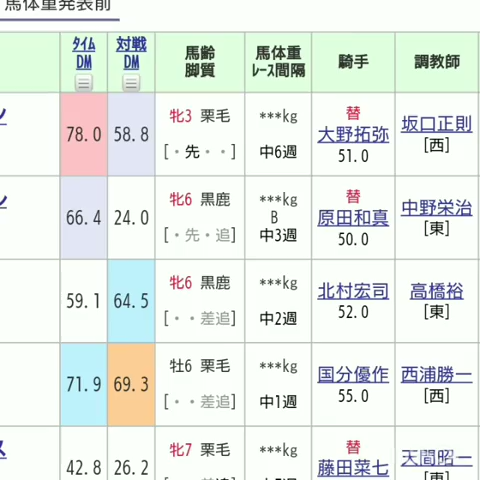 馬体重発表前
タイム
DM
対戦
DM
馬齢
脚質
馬体重
レース間隔
騎手
調教師
ン
78.0
58.8
牝3 栗毛
[・先・・]
***kg
中6週
替
大野拓弥
51.0
坂口正則
[西]
ン
66.4
24.0
牝6 黒鹿
[・先・追]
***kg
B
中3週
替
原田和真
50.0
中野栄治
[東]
59.1
64.5
牝6 黒鹿
[・・差追]
***kg
中2週
北村宏司
52.0
高橋裕
[東]
71.9
69.3
牡6 栗毛
[・・差追]
***kg
中1週
国分優作
55.0
西浦勝一
[西]
ス
42.8
26.2
牝7 栗毛
***kg
替
藤田菜七
天間昭一